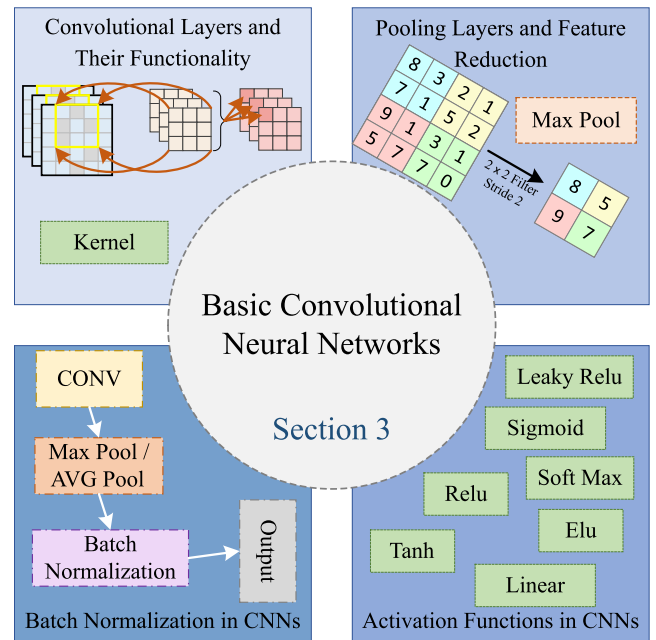 Convolutional Layers and
Their Functionality
Kernel
Pooling Layers and Feature
Reduction
8 3 2 1
7 1 5 2
9 1 3 1
5 7 7 0
Max Pool
2 x 2 Filter
Stride 2
8 5
9 7
Basic Convolutional
Neural Networks
Section 3
CONV
Max Pool /
AVG Pool
Batch
Normalization
Output
Batch Normalization in CNNs
Leaky Relu
Sigmoid
Soft Max
Relu
Elu
Tanh
Linear
Activation Functions in CNNs